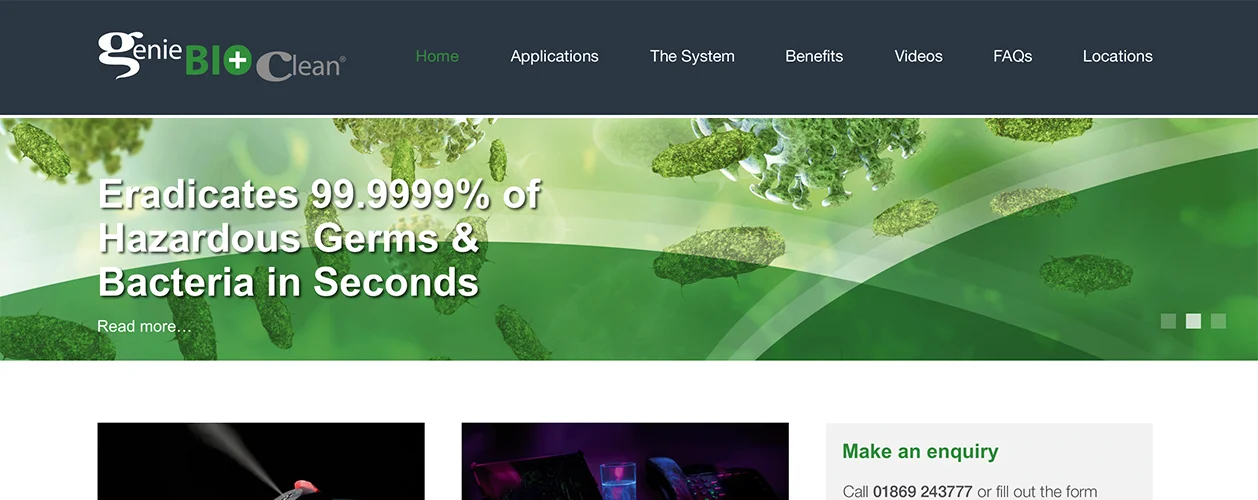 genie BIO Clean®
Home Applications The System Benefits Videos FAQs Locations
Eradicates 99.9999% of
Hazardous Germs &
Bacteria in Seconds
Read more…
Make an enquiry
Call 01869 243777 or fill out the form